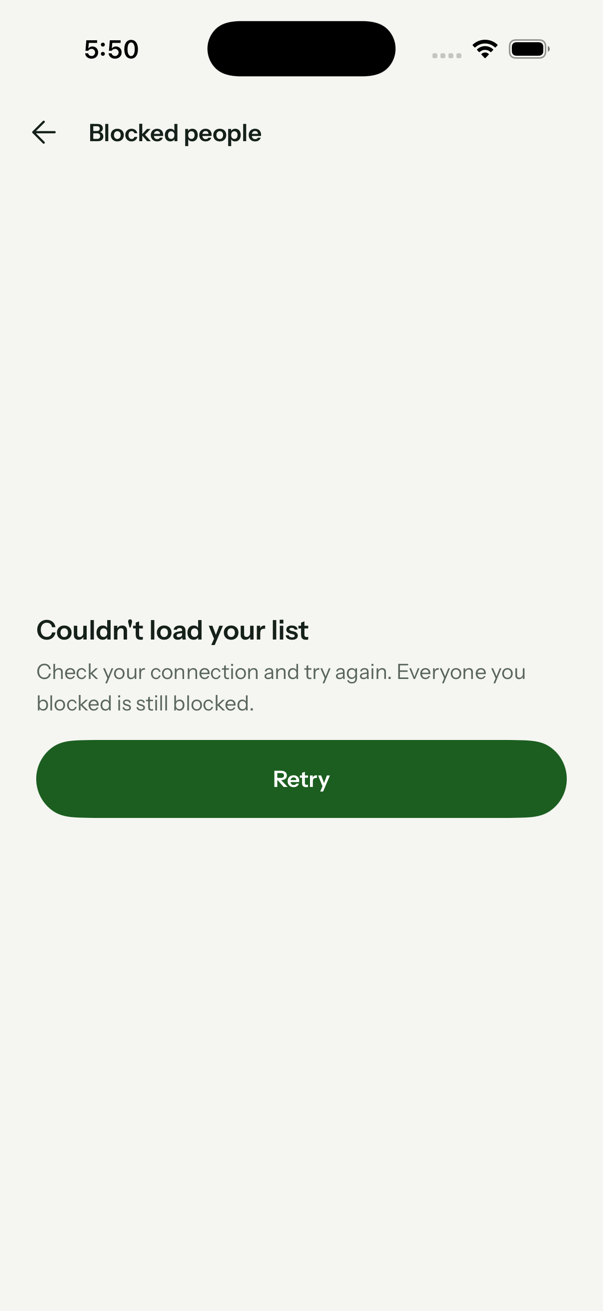 5:50
Blocked people
Couldn't load your list
Check your connection and try again. Everyone you
blocked is still blocked.
Retry